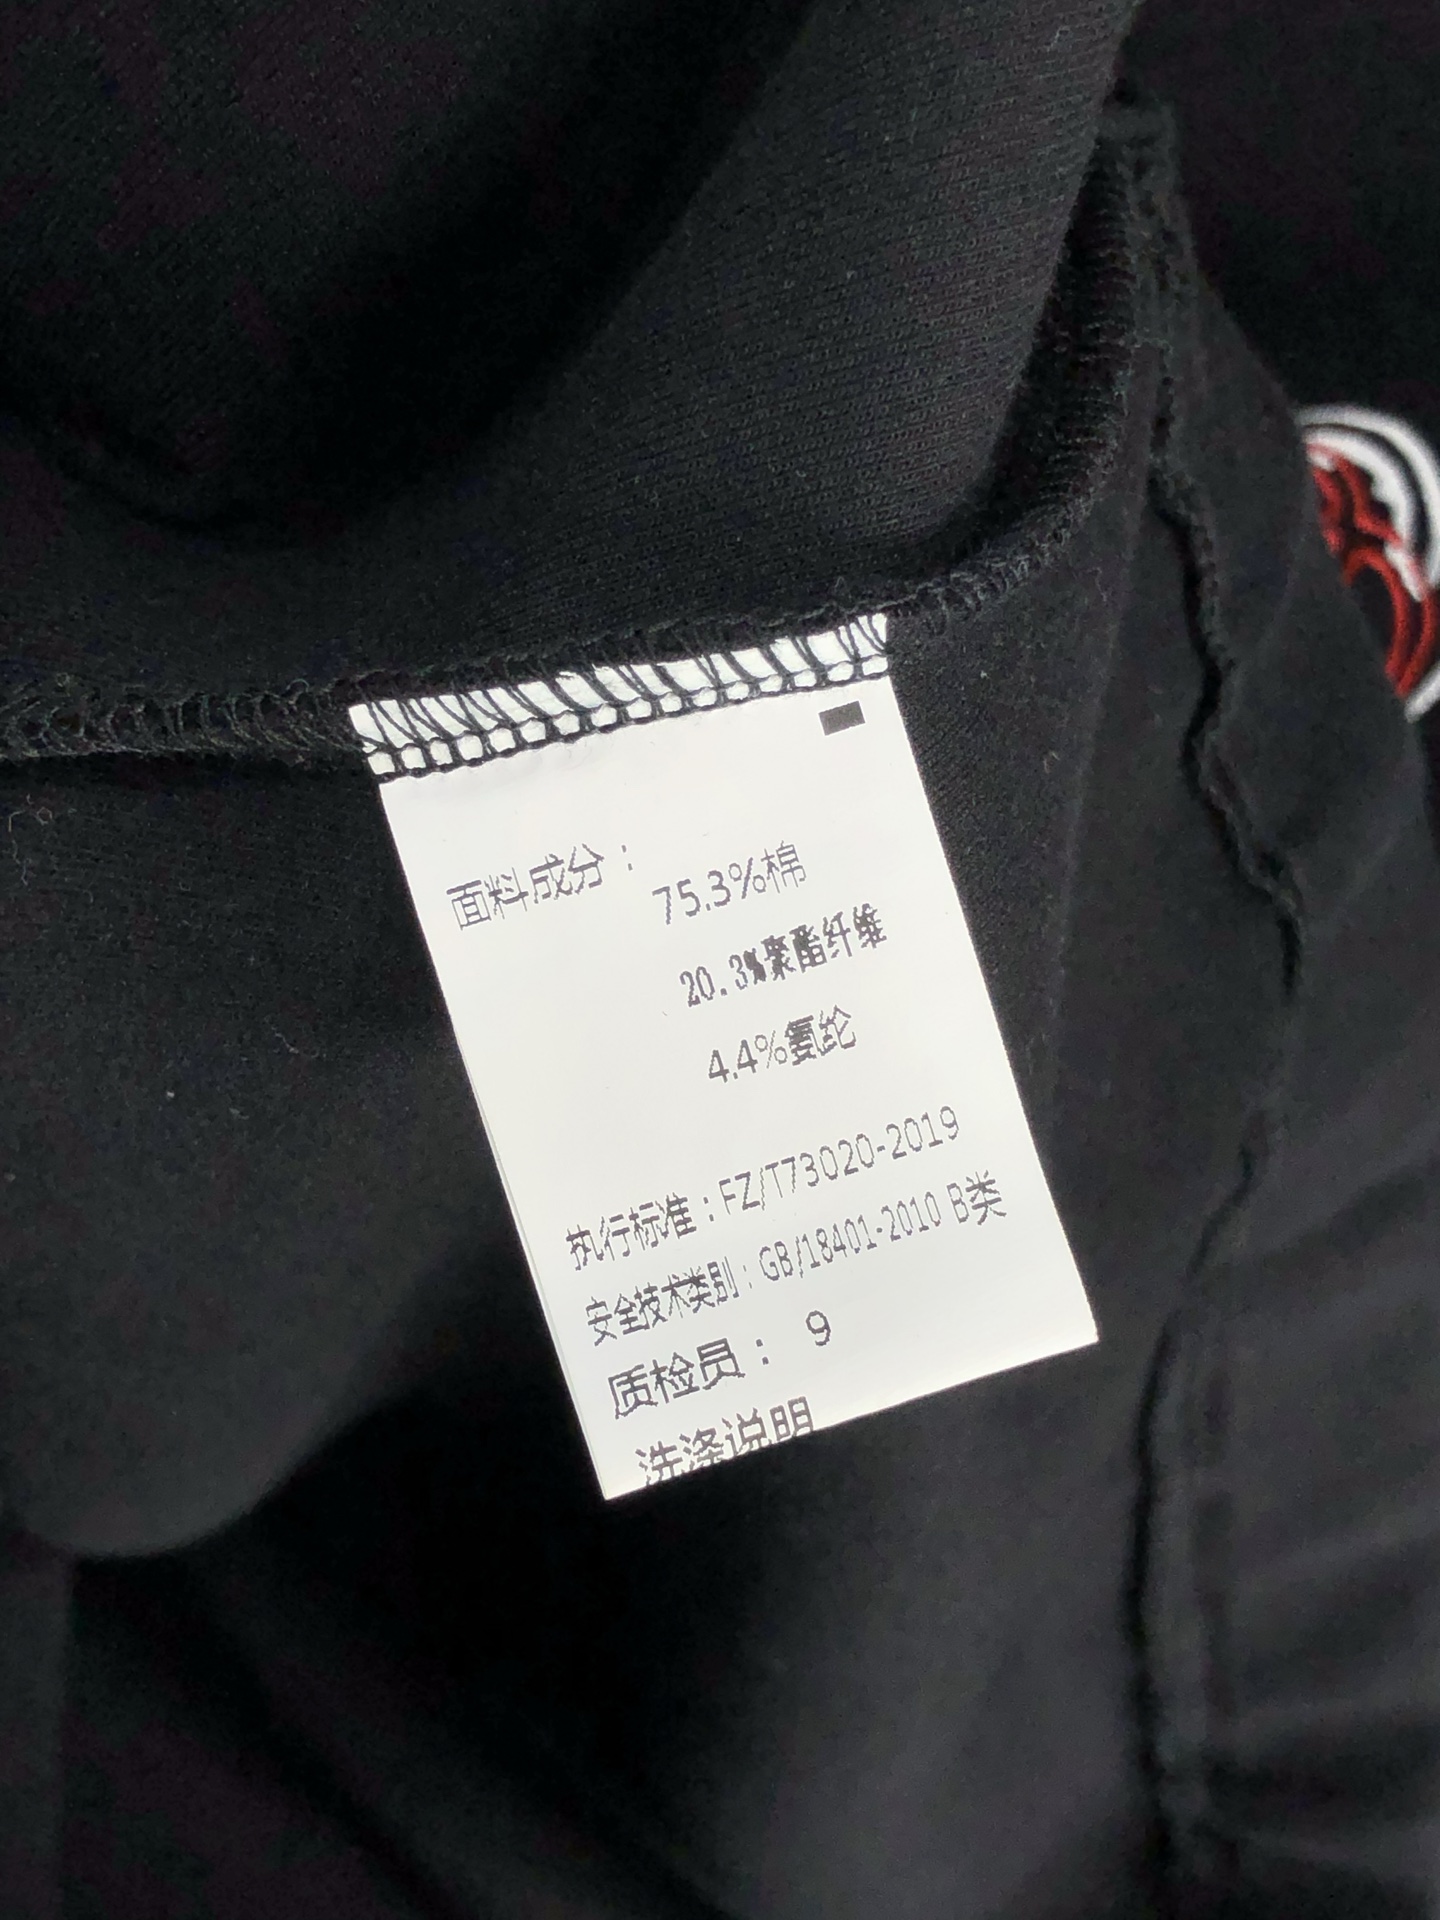 面料成分：75.3%棉
20.3%聚酯纤维
4.4%氨纶
执行标准：FZ/T73020-2019
安全技术类别：GB/18401-2010 B类
质检员：9
洗涤说明